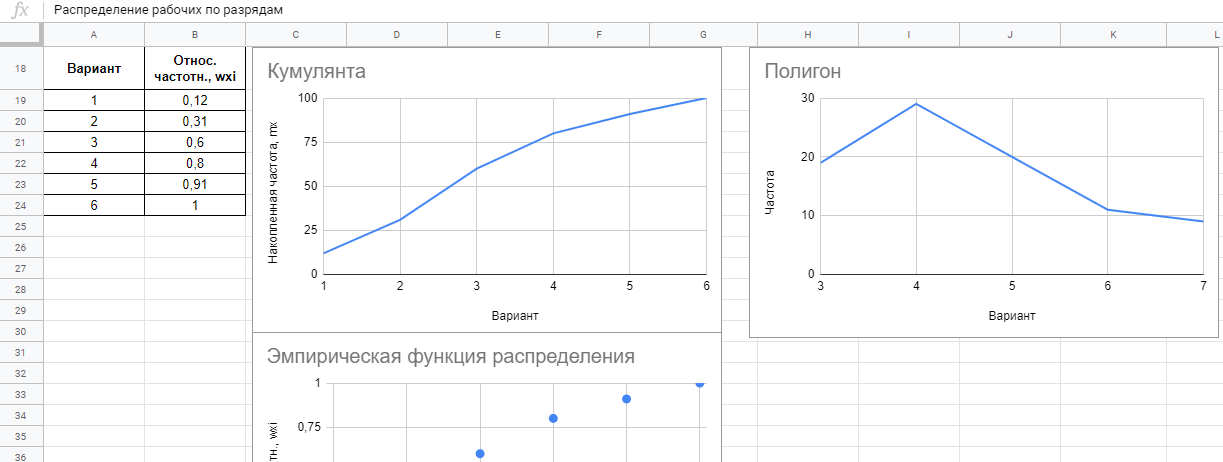 fx Распределение рабочих по разрядам
A B C D E F G H I J K L
18 Вариант Относ. частотн., wxi
19 1 0,12
20 2 0,31
21 3 0,6
22 4 0,8
23 5 0,91
24 6 1
25
26
27
28
29
30
31
32
33
34
35
36
Кумулянта
100
75
50
25
0
Накоппенная частота, mx
1 2 3 4 5 6
Вариант
Полигон
30
20
10
0
Частота
3 4 5 6 7
Вариант
Эмпирическая функция распределения
1
0,75
тн., wxi